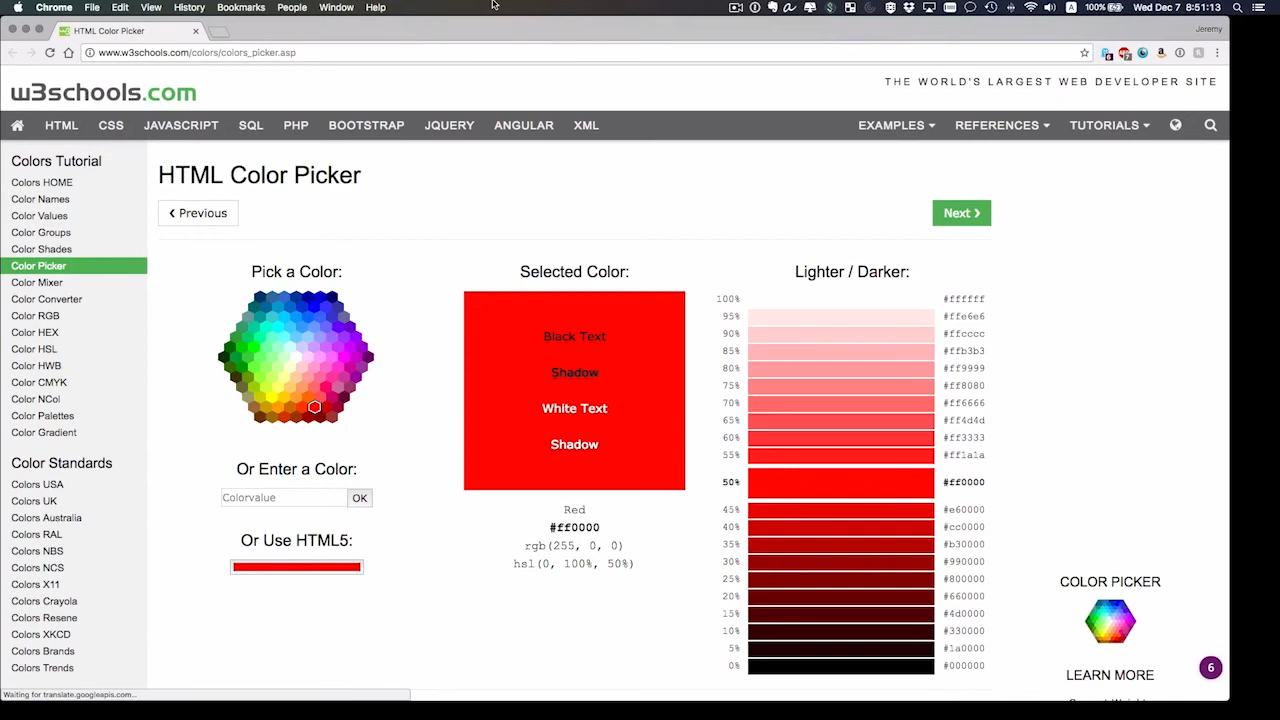 Chrome File Edit View History Bookmarks People Window Help 100% Wed Dec 7 8:51:13
HTML Color Picker
Jeremy
www.w3schools.com/colors/colors_picker.asp
w3schools.com
THE WORLD'S LARGEST WEB DEVELOPER SITE
HTML CSS JAVASCRIPT SQL PHP BOOTSTRAP JQUERY ANGULAR XML EXAMPLES REFERENCES TUTORIALS
Colors Tutorial
Colors HOME
Color Names
Color Values
Color Groups
Color Shades
Color Picker
Color Mixer
Color Converter
Color RGB
Color HEX
Color HSL
Color HWB
Color CMYK
Color NCol
Color Palettes
Color Gradient
Color Standards
Colors USA
Colors UK
Colors Australia
Colors RAL
Colors NBS
Colors NCS
Colors X11
Colors Crayola
Colors Resene
Colors XKCD
Colors Brands
Colors Trends
HTML Color Picker
❮ Previous
Next ❯
Pick a Color:
Or Enter a Color:
Colorvalue OK
Or Use HTML5:
Selected Color:
Black Text
Shadow
White Text
Shadow
Red
#ff0000
rgb(255, 0, 0)
hsl(0, 100%, 50%)
Lighter / Darker:
100% #ffffff
95% #ffe6e6
90% #ffcccc
85% #ffb3b3
80% #ff9999
75% #ff8080
70% #ff6666
65% #ff4d4d
60% #ff3333
55% #ff1a1a
50% #ff0000
45% #e60000
40% #cc0000
35% #b30000
30% #990000
25% #800000
20% #660000
15% #4d0000
10% #330000
5% #1a0000
0% #000000
COLOR PICKER
6
LEARN MORE
Waiting for translate.googleapis.com...